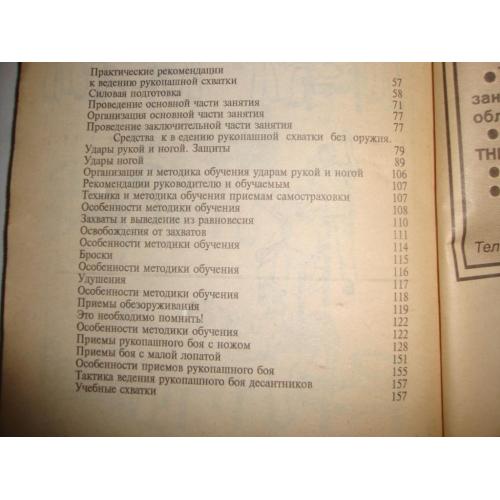 Практические рекомендации
к ведению рукопашной схватки 57
Силовая подготовка 58
Проведение основной части занятия 71
Организация основной части занятия 77
Проведение заключительной части занятия 77
Средства к в едению рукопашной схватки без оружия.
Удары рукой и ногой. Защиты 79
Удары ногой 89
Организация и методика обучения ударам рукой и ногой 106
Рекомендации руководителю и обучаемым 107
Техника и методика обучения приемам самостраховки 107
Особенности методики обучения 108
Захваты и выведение из равновесия 110
Освобождения от захватов 111
Особенности методики обучения 114
Броски 115
Особенности методики обучения 116
Удушения 117
Особенности методики обучения 118
Приемы обезоруживания 119
Это необходимо помнить! 122
Особенности методики обучения 122
Приемы рукопашного боя с ножом 128
Приемы боя с малой лопатой 151
Особенности приемов рукопашного боя 155
Тактика ведения рукопашного боя десантников 157
Учебные схватки 157
зан
обл
ТНЕ
Тел